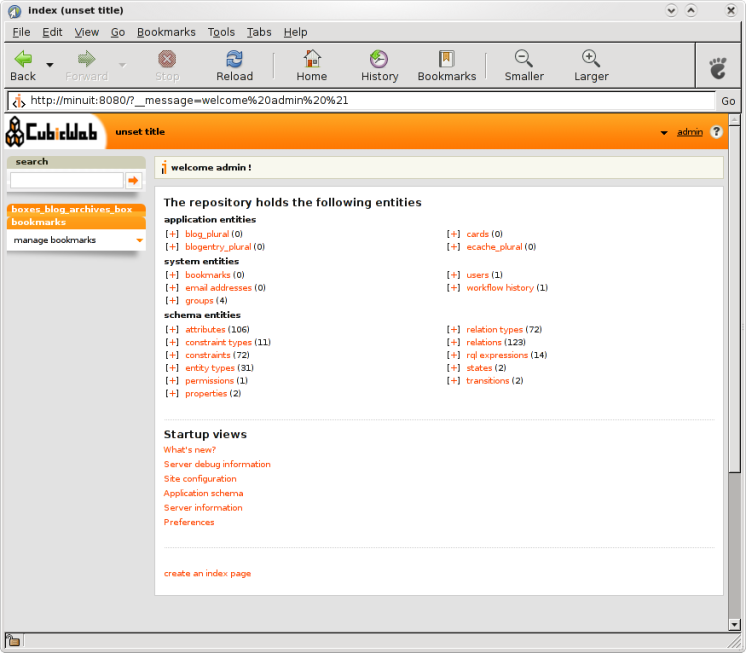 index (unset title)
File Edit View Go Bookmarks Tools Tabs Help
Back Forward Stop Reload Home History Bookmarks Smaller Larger
http://minuit:8080/?__message=welcome%20admin%20%21 Go
CubicWeb unset title admin ?
search
boxes_blog_archives_box
bookmarks
manage bookmarks
welcome admin !
The repository holds the following entities
application entities
[+] blog_plural (0) [+] cards (0)
[+] blogentry_plural (0) [+] ecache_plural (0)
system entities
[+] bookmarks (0) [+] users (1)
[+] email addresses (0) [+] workflow history (1)
[+] groups (4)
schema entities
[+] attributes (106) [+] relation types (72)
[+] constraint types (11) [+] relations (123)
[+] constraints (72) [+] rql expressions (14)
[+] entity types (31) [+] states (2)
[+] permissions (1) [+] transitions (2)
[+] properties (2)
Startup views
What's new?
Server debug information
Site configuration
Application schema
Server information
Preferences
create an index page